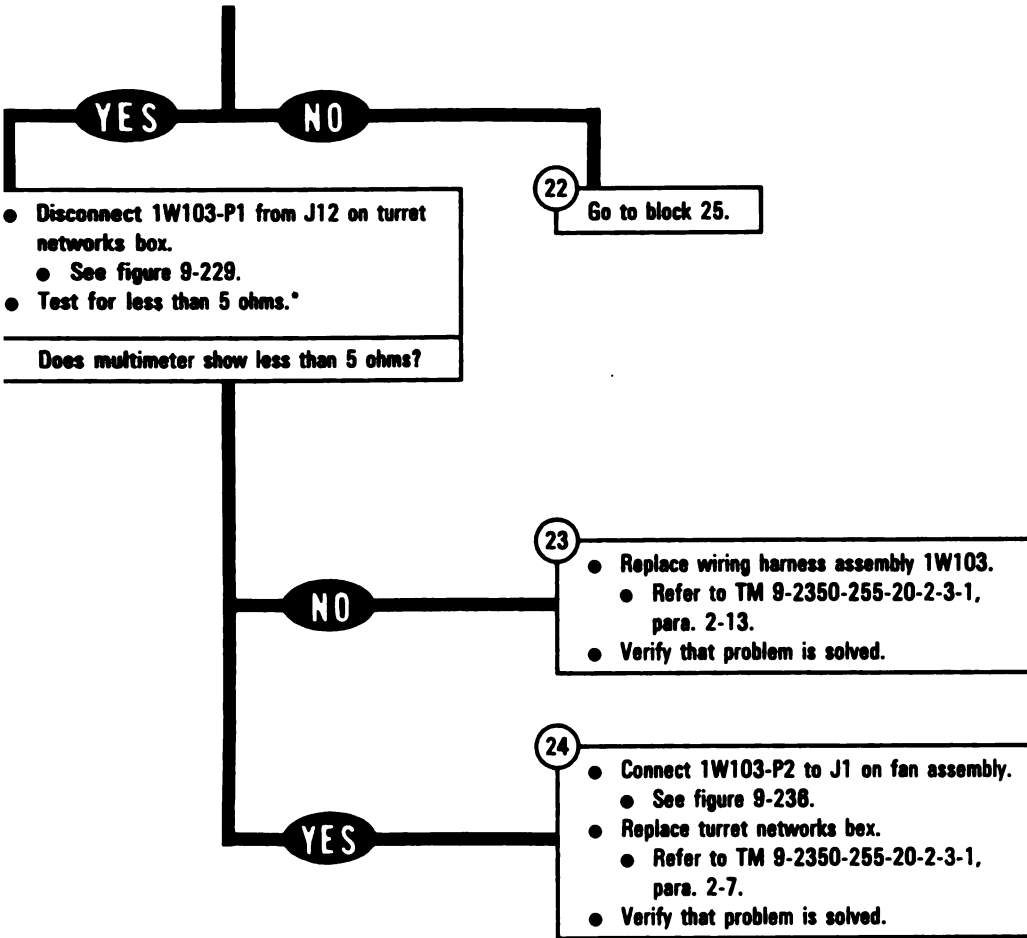 YES
NO
● Disconnect 1W103-P1 from J12 on turret
networks box.
● See figure 9-229.
● Test for less than 5 ohms.*
Does multimeter show less than 5 ohms?
22
Go to block 25.
NO
23
● Replace wiring harness assembly 1W103.
● Refer to TM 9-2350-255-20-2-3-1,
para. 2-13.
● Verify that problem is solved.
YES
24
● Connect 1W103-P2 to J1 on fan assembly.
● See figure 9-236.
● Replace turret networks bex.
● Refer to TM 9-2350-255-20-2-3-1,
para. 2-7.
● Verify that problem is solved.